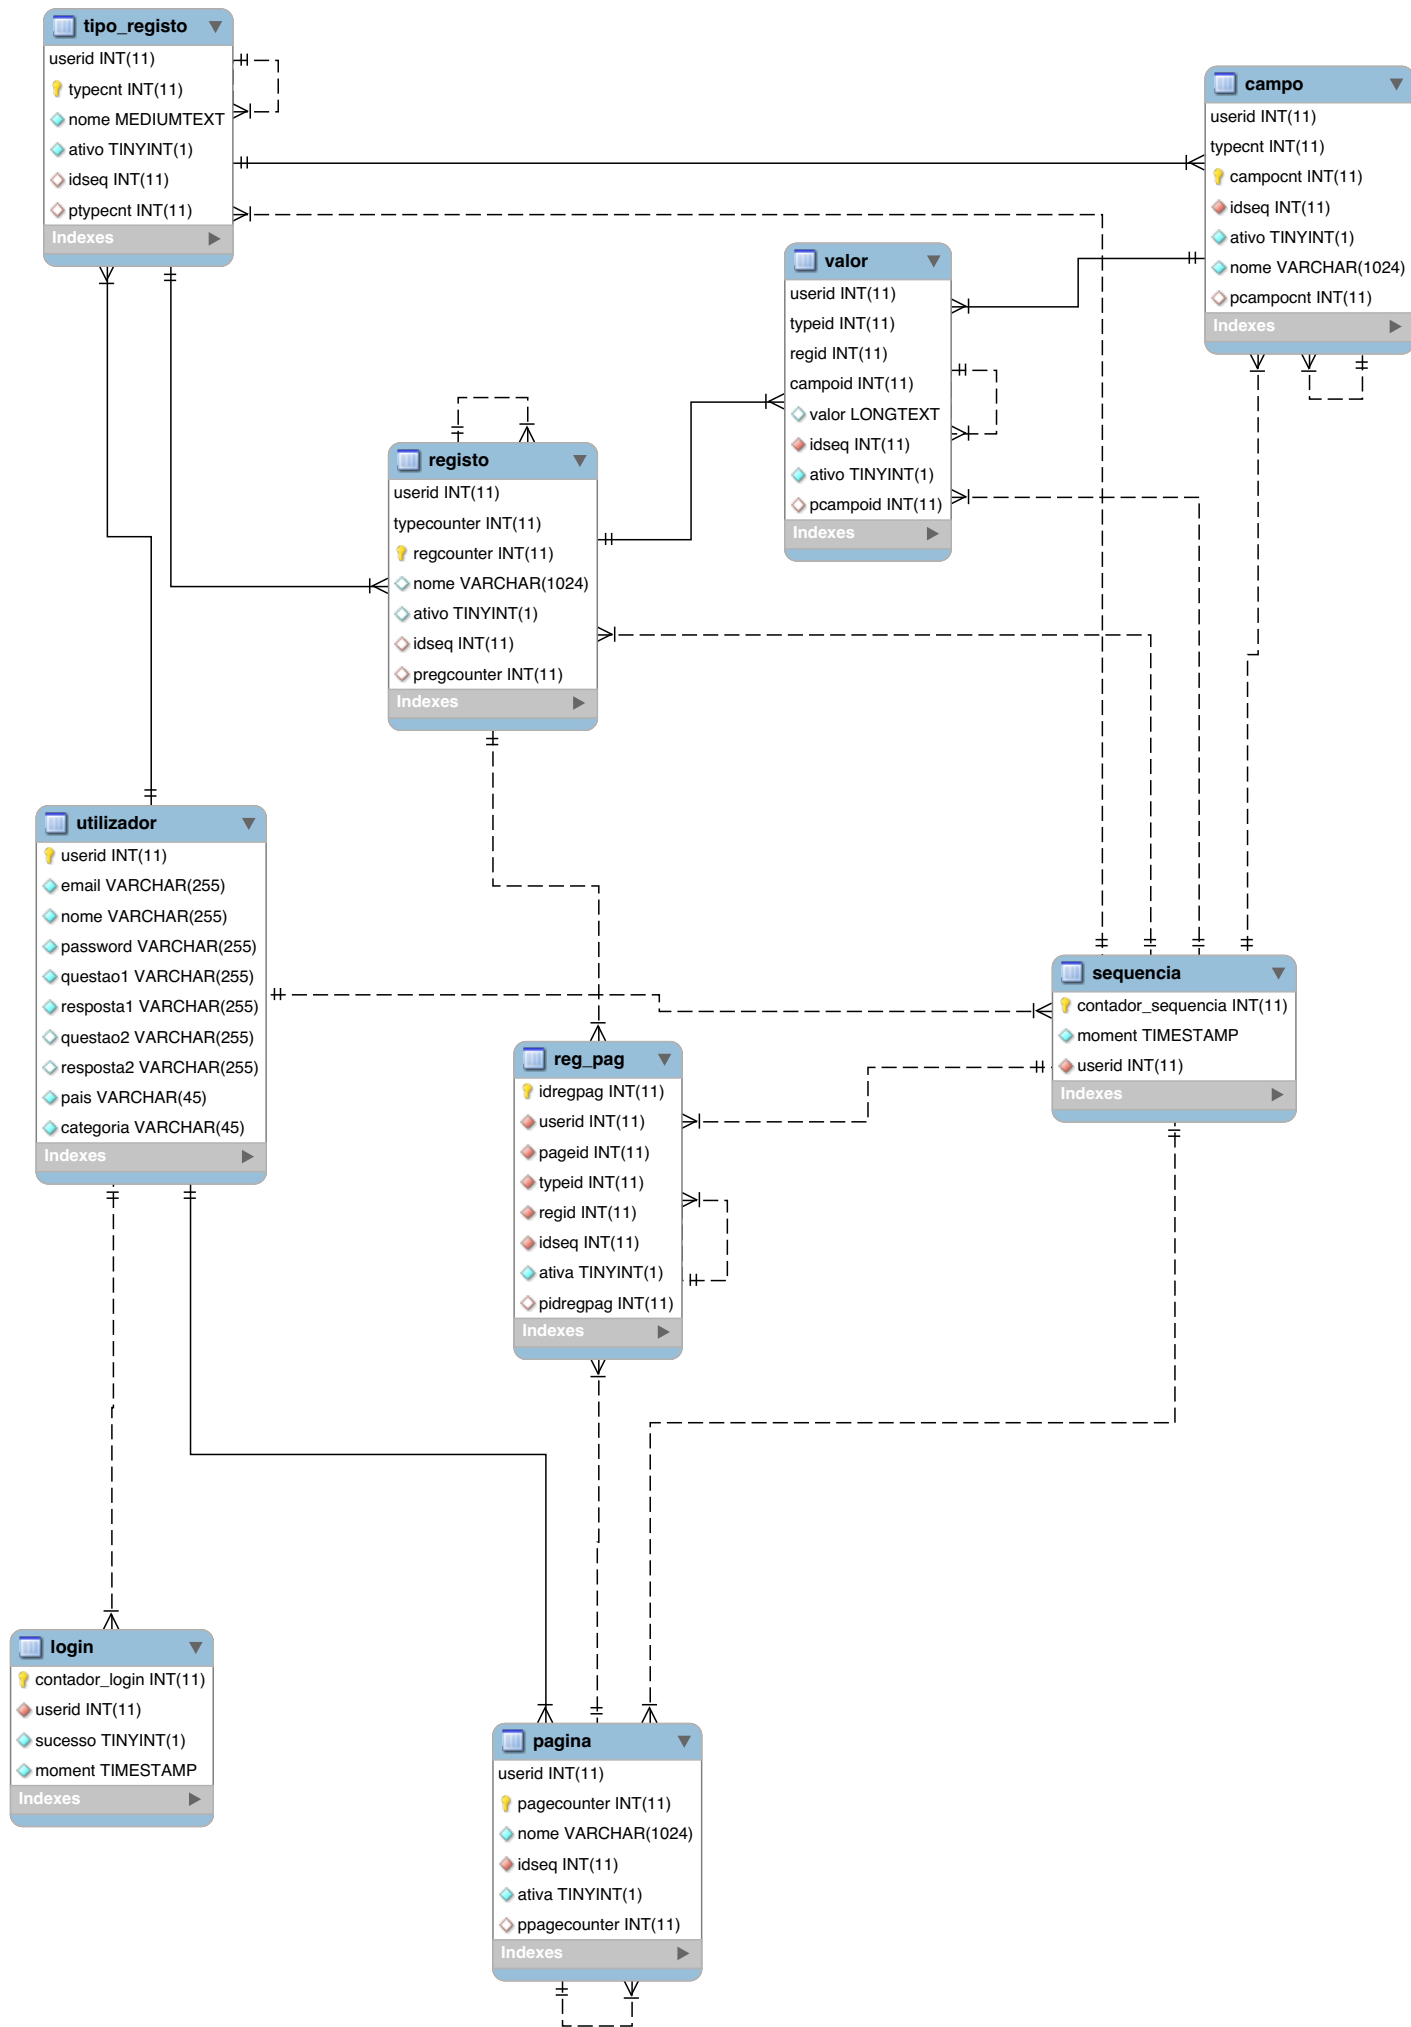 tipo_registo
userid INT(11)
typecnt INT(11)
nome MEDIUMTEXT
ativo TINYINT(1)
idseq INT(11)
ptypecnt INT(11)
Indexes
campo
userid INT(11)
typecnt INT(11)
campocnt INT(11)
idseq INT(11)
ativo TINYINT(1)
nome VARCHAR(1024)
pcampocnt INT(11)
Indexes
valor
userid INT(11)
typeid INT(11)
regid INT(11)
campoid INT(11)
valor LONGTEXT
idseq INT(11)
ativo TINYINT(1)
pcampoid INT(11)
Indexes
registo
userid INT(11)
typecounter INT(11)
regcounter INT(11)
nome VARCHAR(1024)
ativo TINYINT(1)
idseq INT(11)
pregcounter INT(11)
Indexes
utilizador
userid INT(11)
email VARCHAR(255)
nome VARCHAR(255)
password VARCHAR(255)
questao1 VARCHAR(255)
resposta1 VARCHAR(255)
questao2 VARCHAR(255)
resposta2 VARCHAR(255)
pais VARCHAR(45)
categoria VARCHAR(45)
Indexes
sequencia
contador_sequencia INT(11)
moment TIMESTAMP
userid INT(11)
Indexes
reg_pag
idregpag INT(11)
userid INT(11)
pageid INT(11)
typeid INT(11)
regid INT(11)
idseq INT(11)
ativa TINYINT(1)
pidregpag INT(11)
Indexes
login
contador_login INT(11)
userid INT(11)
sucesso TINYINT(1)
moment TIMESTAMP
Indexes
pagina
userid INT(11)
pagecounter INT(11)
nome VARCHAR(1024)
idseq INT(11)
ativa TINYINT(1)
ppagecounter INT(11)
Indexes